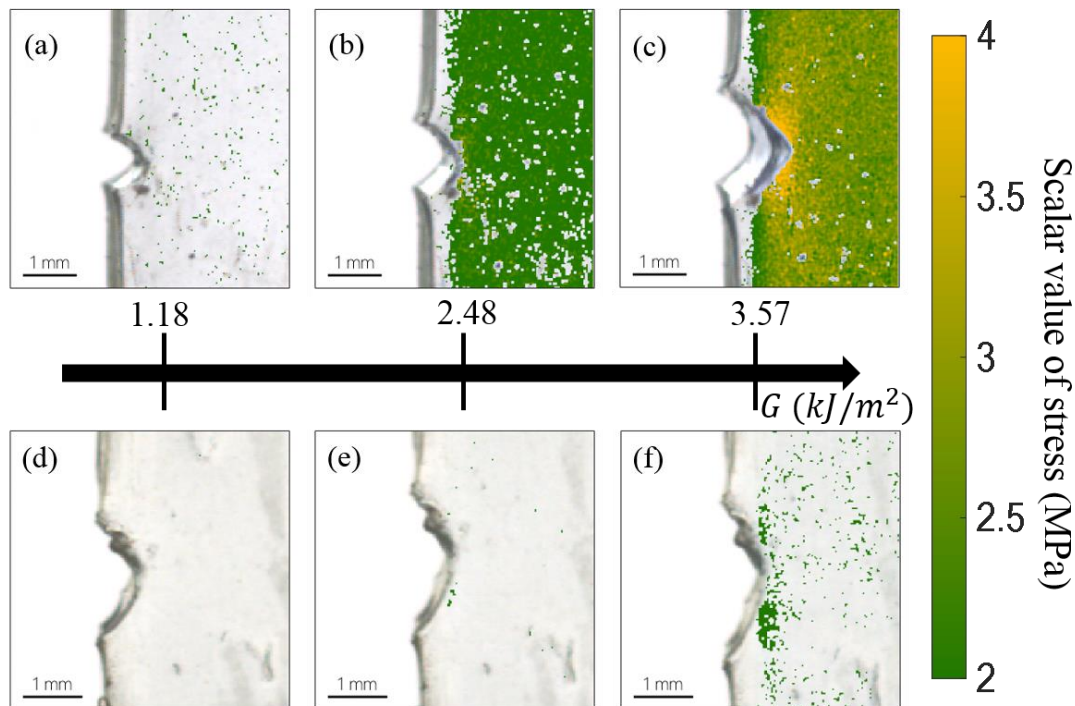 (a)
(b)
(c)
1 mm
1 mm
1 mm
1.18
2.48
3.57
G (kJ/m²)
(d)
(e)
(f)
1 mm
1 mm
1 mm
4
3.5
3
2.5
2
Scalar value of stress (MPa)